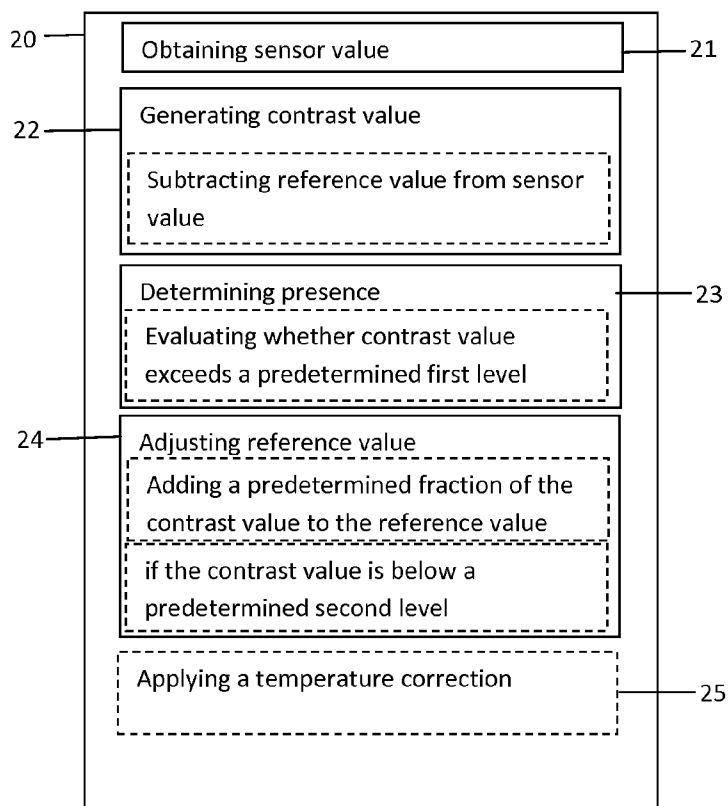 20
Obtaining sensor value
21
22
Generating contrast value
Subtracting reference value from sensor
value
Determining presence
23
Evaluating whether contrast value
exceeds a predetermined first level
24
Adjusting reference value
Adding a predetermined fraction of the
contrast value to the reference value
if the contrast value is below a
predetermined second level
Applying a temperature correction
25